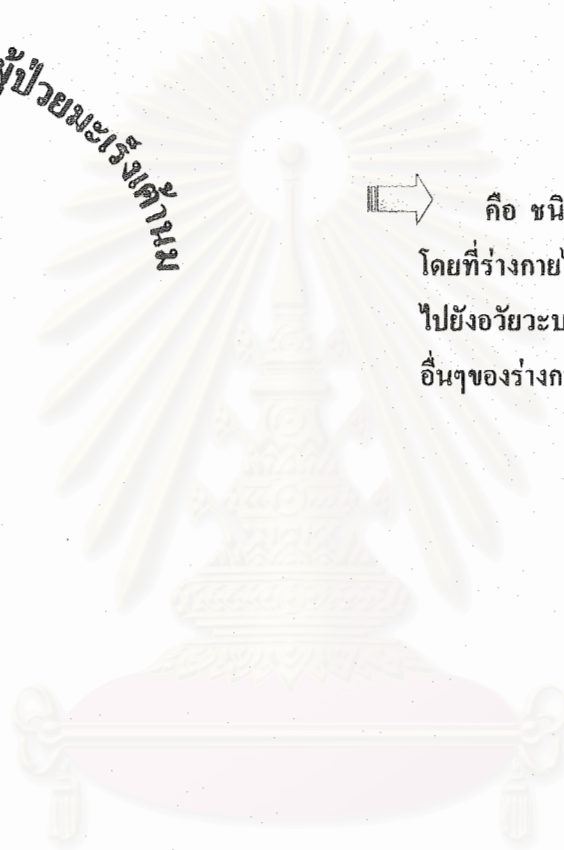 ผู้ป่วยมะเร็งเต้านม
คือ ชนิ
โดยที่ร่างกายไ
ไปยังอวัยวะบ
อื่นๆของร่างกา